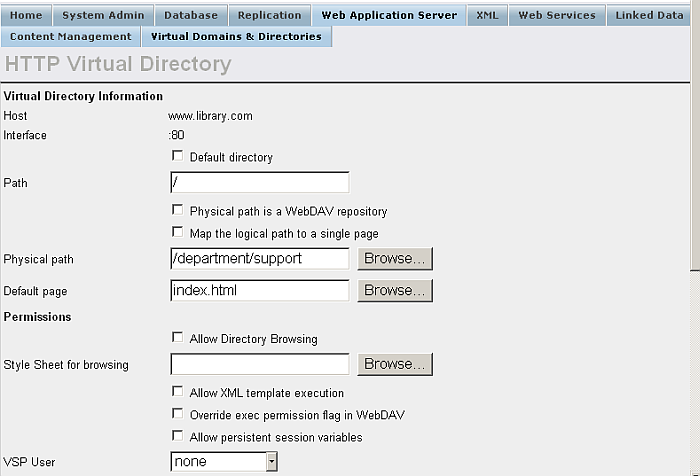 Home System Admin Database Replication Web Application Server XML Web Services Linked Data
Content Management Virtual Domains & Directories
HTTP Virtual Directory
Virtual Directory Information
Host www.library.com
Interface :80
Default directory
Path /
Physical path is a WebDAV repository
Map the logical path to a single page
Physical path /department/support Browse...
Default page index.html Browse...
Permissions
Allow Directory Browsing
Style Sheet for browsing Browse...
Allow XML template execution
Override exec permission flag in WebDAV
Allow persistent session variables
VSP User none